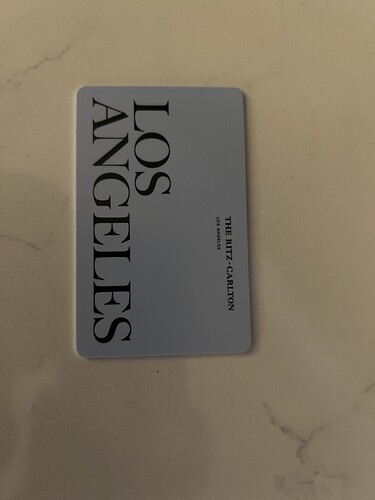 THE RITZ-CARLTON
LOS ANGELES
LOS
ANGELES